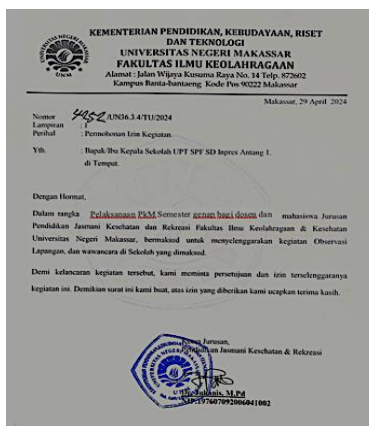 KEMENTERIAN PENDIDIKAN, KEBUDAYAAN, RISET
DAN TEKNOLOGI
UNIVERSITAS NEGERI MAKASSAR
FAKULTAS ILMU KEOLAHRAGAAN
Alamat : Jalan Wijaya Kusuma Raya No. 14 Telp. 872602
Kampus Banta-bantaeng Kode Pos 90222 Makassar
UNM
Makassar, 29 April 2024
Nomor : 4252/UN36.3.4/TU/2024
Lampiran : 1
Perihal : Permohonan Izin Kegiatan.
Yth. : Bapak/Ibu Kepala Sekolah UPT SPF SD Inpres Antang 1.
di Tempat.
Dengan Hormat,
Dalam rangka Pelaksanaan PkM Semester genap bagi dosen dan mahasiswa Jurusan
Pendidikan Jasmani Kesehatan dan Rekreasi Fakultas Ilmu Keolahragaan & Kesehatan
Universitas Negeri Makassar, bermaksud untuk menyelenggarakan kegiatan Observasi
Lapangan, dan wawancara di Sekolah yang dimaksud.
Demi kelancaran kegiatan tersebut, kami meminta persetujuan dan izin terselenggaranya
kegiatan ini. Demikian surat ini kami buat, atas izin yang diberikan kami ucapkan terima kasih.
Ketua Jurusan,
Pendidikan Jasmani Kesehatan & Rekreasi
M.Pd
NIP:197607092006041002